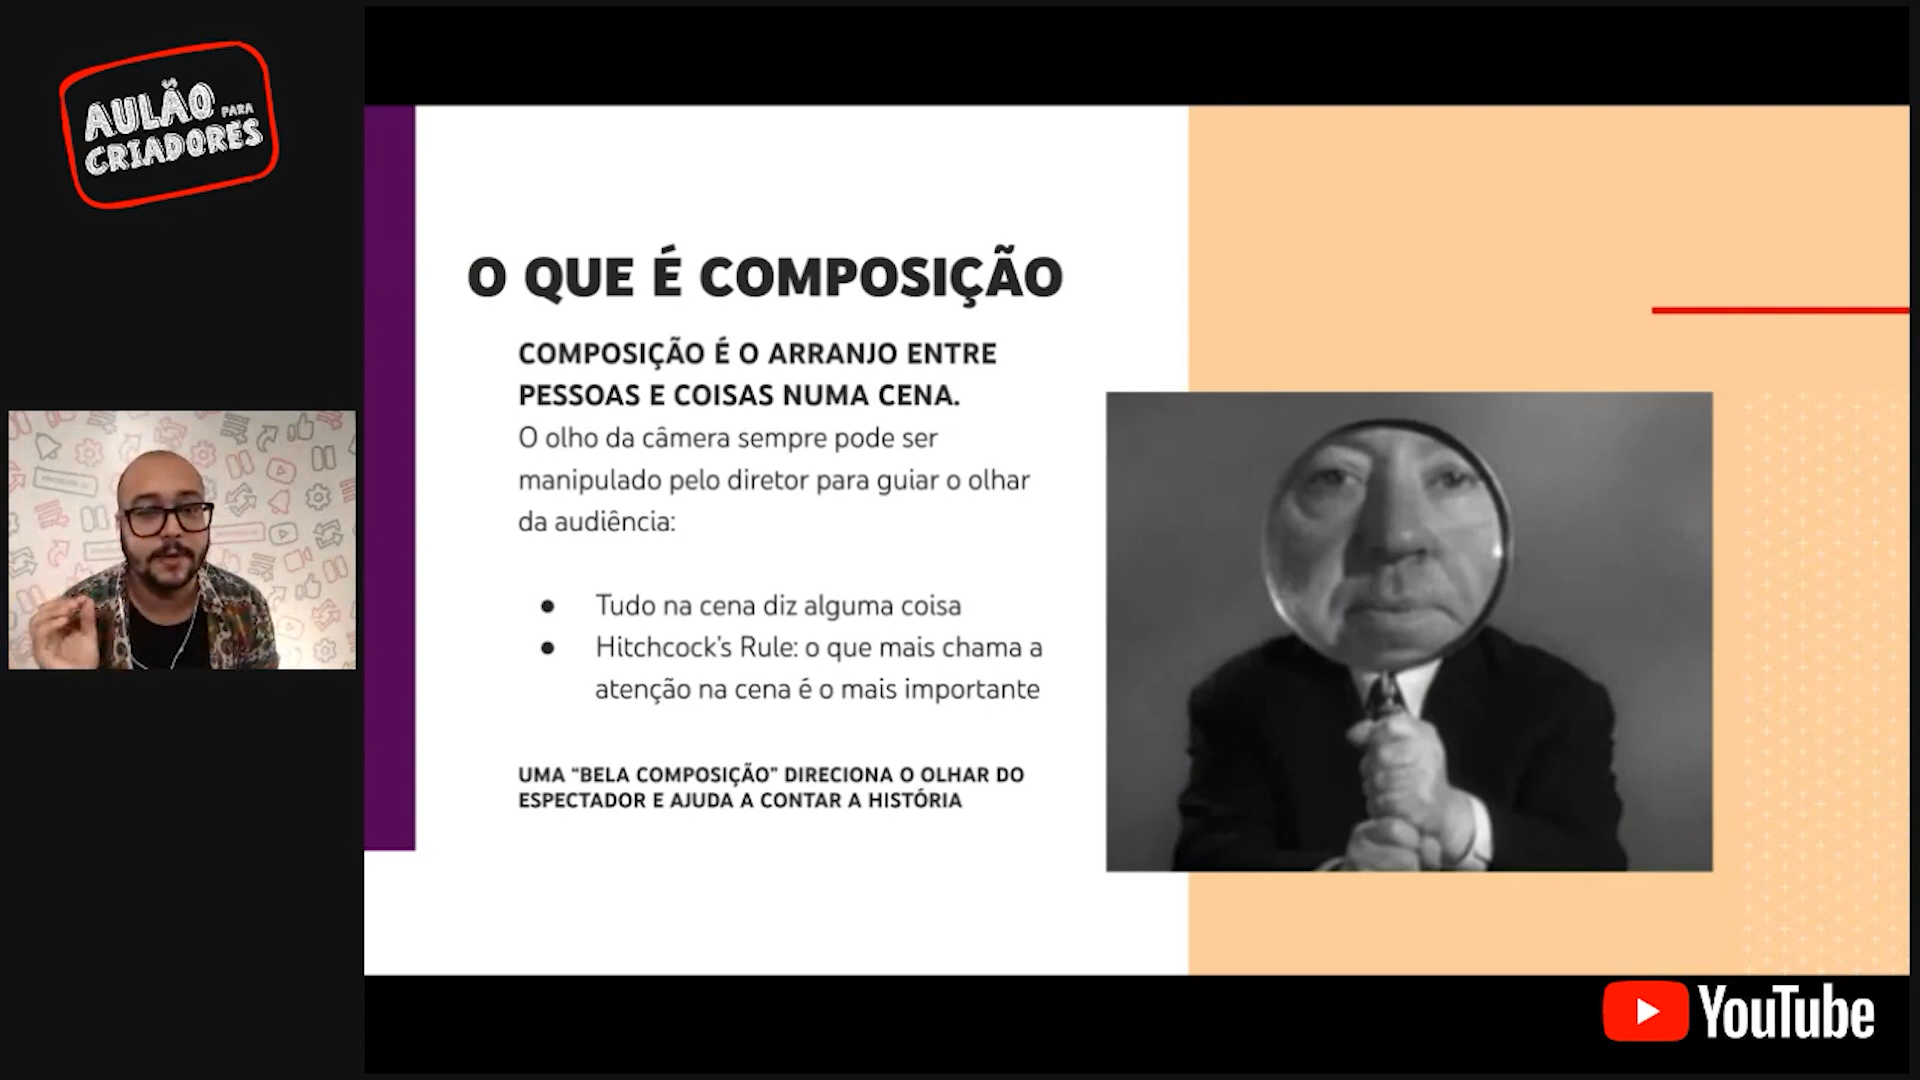 AULÃO PARA
CRIADORES
O QUE É COMPOSIÇÃO
COMPOSIÇÃO É O ARRANJO ENTRE
PESSOAS E COISAS NUMA CENA.
O olho da câmera sempre pode ser
manipulado pelo diretor para guiar o olhar
da audiência:
● Tudo na cena diz alguma coisa
● Hitchcock's Rule: o que mais chama a
atenção na cena é o mais importante
UMA "BELA COMPOSIÇÃO" DIRECIONA O OLHAR DO
ESPECTADOR E AJUDA A CONTAR A HISTÓRIA
YouTube